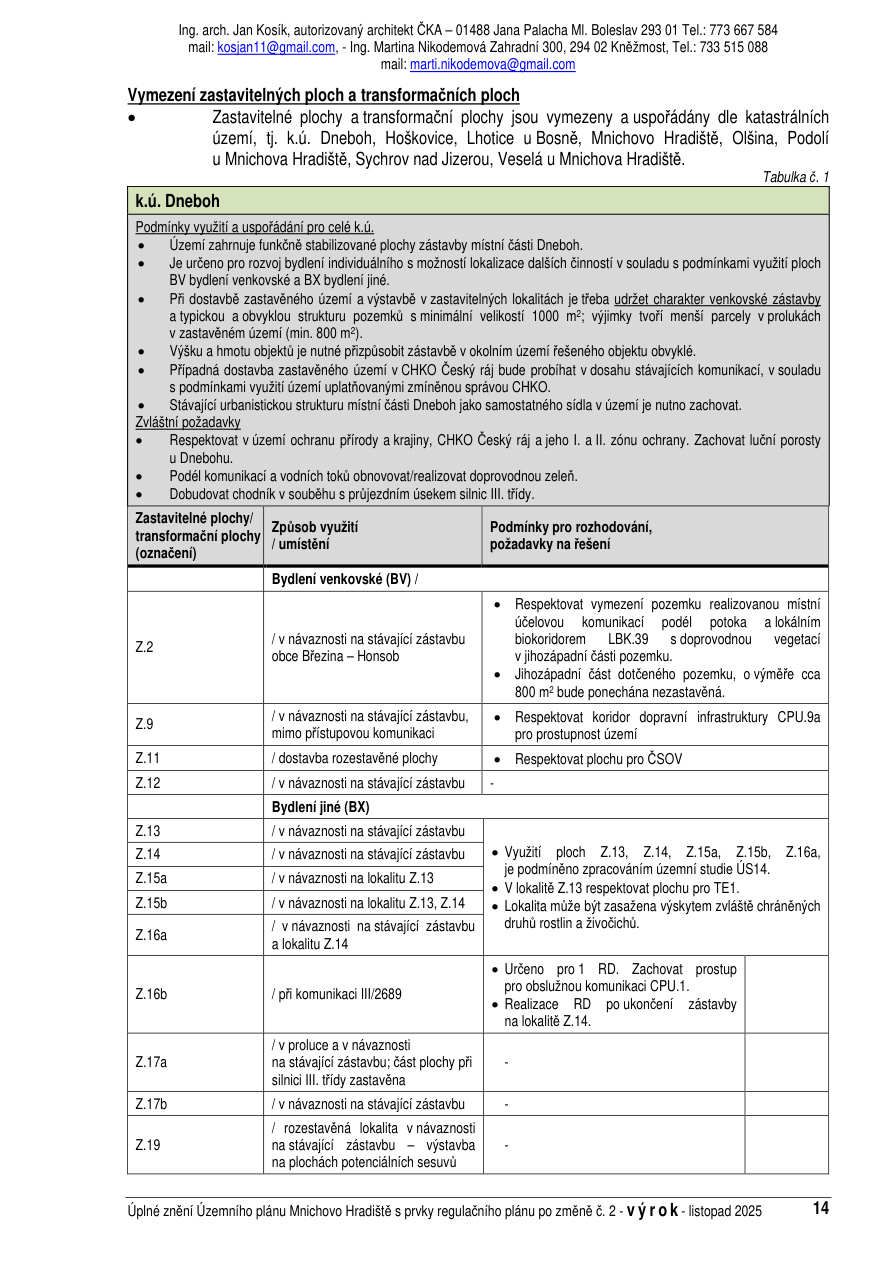 Ing. arch. Jan Kosík, autorizovaný architekt ČKA – 01488 Jana Palacha Ml. Boleslav 293 01 Tel.: 773 667 584
mail: kosjan11@gmail.com, - Ing. Martina Nikodemová Zahradní 300, 294 02 Kněžmost, Tel.: 733 515 088
mail: marti.nikodemova@gmail.com
Vymezení zastavitelných ploch a transformačních ploch
• Zastavitelné plochy a transformační plochy jsou vymezeny a uspořádány dle katastrálních
území, tj. k.ú. Dneboh, Hoškovice, Lhotice u Bosně, Mnichovo Hradiště, Olšina, Podolí
u Mnichova Hradiště, Sychrov nad Jizerou, Veselá u Mnichova Hradiště.
Tabulka č. 1
k.ú. Dneboh
Podmínky využití a uspořádání pro celé k.ú.
• Území zahrnuje funkčně stabilizované plochy zástavby místní části Dneboh.
• Je určeno pro rozvoj bydlení individuálního s možností lokalizace dalších činností v souladu s podmínkami využití ploch
BV bydlení venkovské a BX bydlení jiné.
• Při dostavbě zastavěného území a výstavbě v zastavitelných lokalitách je třeba udržet charakter venkovské zástavby
a typickou a obvyklou strukturu pozemků s minimální velikostí 1000 m²; výjimky tvoří menší parcely v prolukách
v zastavěném území (min. 800 m²).
• Výšku a hmotu objektů je nutné přizpůsobit zástavbě v okolním území řešeného objektu obvyklé.
• Případná dostavba zastavěného území v CHKO Český ráj bude probíhat v dosahu stávajících komunikací, v souladu
s podmínkami využití území uplatňovanými zmíněnou správou CHKO.
• Stávající urbanistickou strukturu místní části Dneboh jako samostatného sídla v území je nutno zachovat.
Zvláštní požadavky
• Respektovat v území ochranu přírody a krajiny, CHKO Český ráj a jeho I. a II. zónu ochrany. Zachovat luční porosty
u Dnebohu.
• Podél komunikací a vodních toků obnovovat/realizovat doprovodnou zeleň.
• Dobudovat chodník v souběhu s průjezdním úsekem silnic III. třídy.
Zastavitelné plochy/
transformační plochy
(označení)
Způsob využití
/ umístění
Podmínky pro rozhodování,
požadavky na řešení
Bydlení venkovské (BV) /
Z.2
/ v návaznosti na stávající zástavbu
obce Březina – Honsob
• Respektovat vymezení pozemku realizovanou místní
účelovou komunikací podél potoka a lokálním
biokoridorem LBK.39 s doprovodnou vegetací
v jihozápadní části pozemku.
• Jihozápadní část dotčeného pozemku, o výměře cca
800 m² bude ponechána nezastavěná.
Z.9
/ v návaznosti na stávající zástavbu,
mimo přístupovou komunikaci
• Respektovat koridor dopravní infrastruktury CPU.9a
pro prostupnost území
Z.11
/ dostavba rozestavěné plochy
• Respektovat plochu pro ČSOV
Z.12
/ v návaznosti na stávající zástavbu
-
Bydlení jiné (BX)
Z.13
/ v návaznosti na stávající zástavbu
Z.14
/ v návaznosti na stávající zástavbu
Z.15a
/ v návaznosti na lokalitu Z.13
Z.15b
/ v návaznosti na lokalitu Z.13, Z.14
Z.16a
/ v návaznosti na stávající zástavbu
a lokalitu Z.14
• Využití ploch Z.13, Z.14, Z.15a, Z.15b, Z.16a,
je podmíněno zpracováním územní studie ÚS14.
• V lokalitě Z.13 respektovat plochu pro TE1.
• Lokalita může být zasažena výskytem zvláště chráněných
druhů rostlin a živočichů.
Z.16b
/ při komunikaci III/2689
• Určeno pro 1 RD. Zachovat prostup
pro obslužnou komunikaci CPU.1.
• Realizace RD po ukončení zástavby
na lokalitě Z.14.
Z.17a
/ v proluce a v návaznosti
na stávající zástavbu; část plochy při
silnici III. třídy zastavěna
-
Z.17b
/ v návaznosti na stávající zástavbu
-
Z.19
/ rozestavěná lokalita v návaznosti
na stávající zástavbu – výstavba
na plochách potenciálních sesuvů
-
Úplné znění Územního plánu Mnichovo Hradiště s prvky regulačního plánu po změně č. 2 - v ý r o k - listopad 2025
14